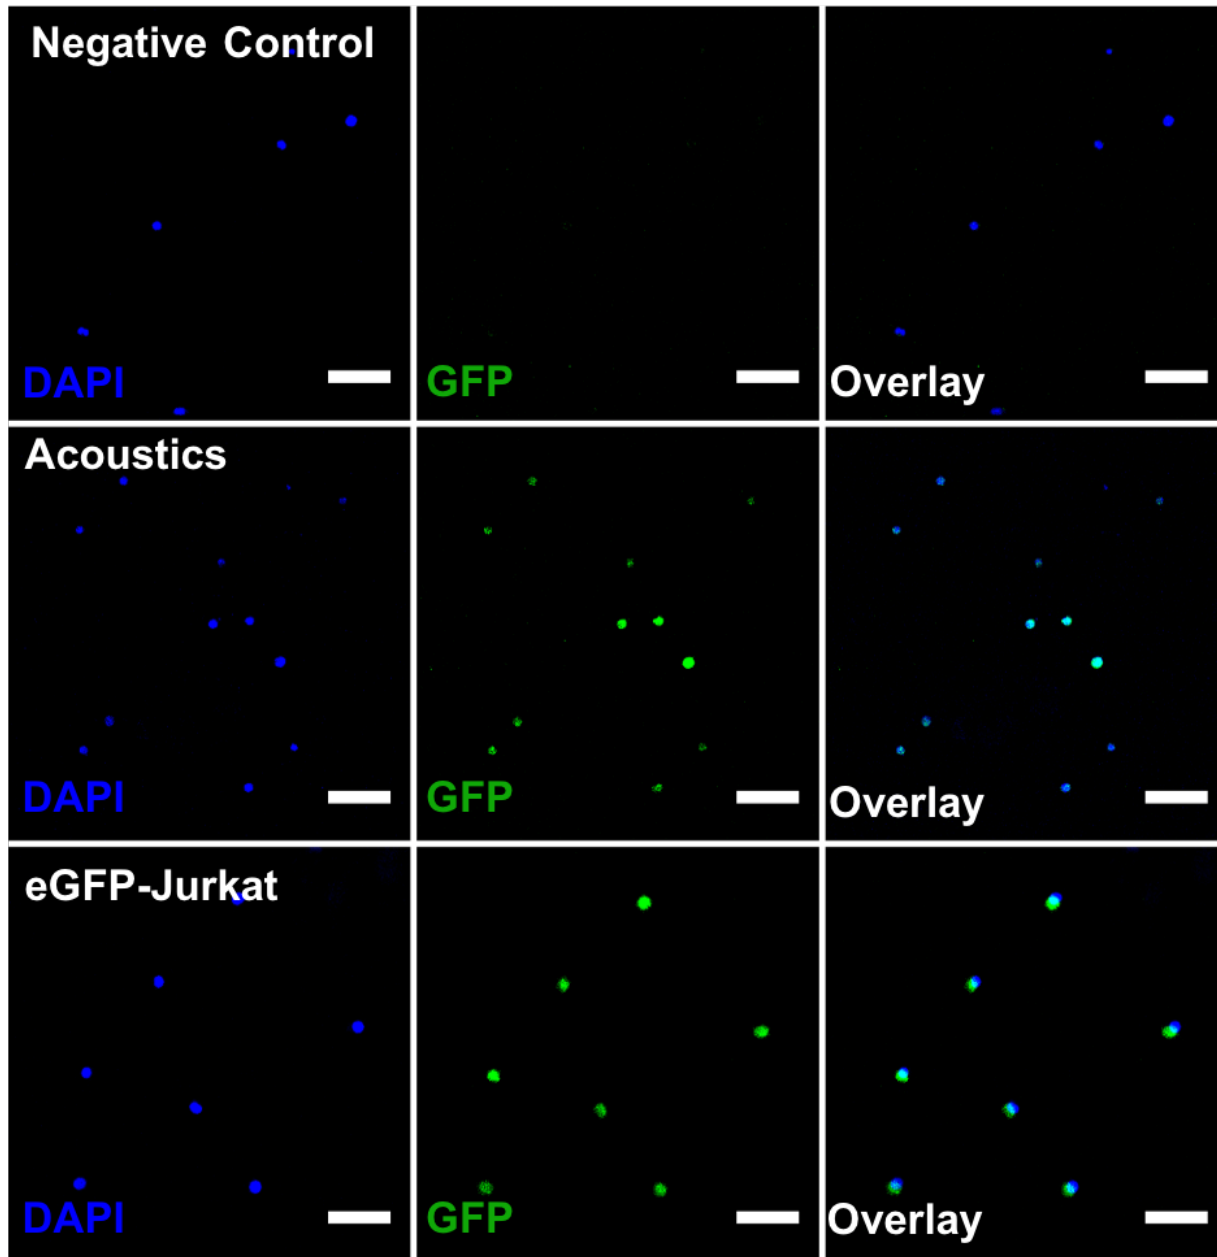 Negative Control
DAPI
GFP
Overlay
Acoustics
DAPI
GFP
Overlay
eGFP-Jurkat
DAPI
GFP
Overlay